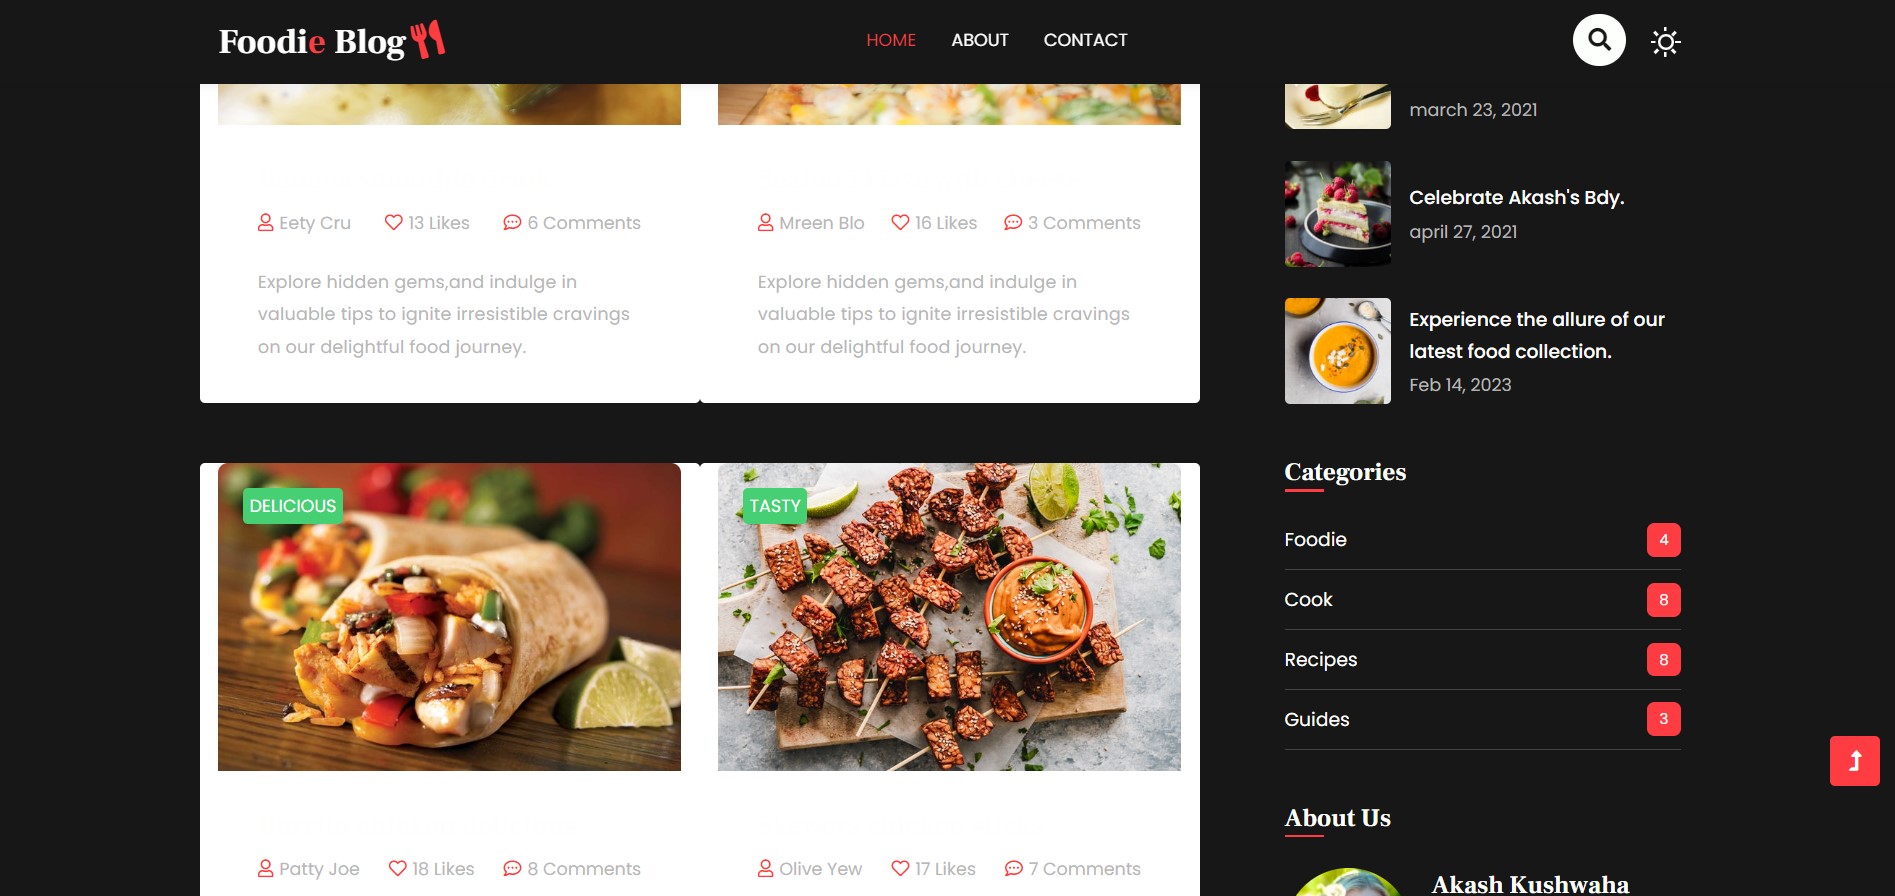 Foodie Blog
HOME ABOUT CONTACT
Eety Cru 13 Likes 6 Comments
Explore hidden gems,and indulge in
valuable tips to ignite irresistible cravings
on our delightful food journey.
Mreen Blo 16 Likes 3 Comments
Explore hidden gems,and indulge in
valuable tips to ignite irresistible cravings
on our delightful food journey.
DELICIOUS
Patty Joe 18 Likes 8 Comments
TASTY
Olive Yew 17 Likes 7 Comments
march 23, 2021
Celebrate Akash's Bdy.
april 27, 2021
Experience the allure of our
latest food collection.
Feb 14, 2023
Categories
Foodie 4
Cook 8
Recipes 8
Guides 3
About Us
Akash Kushwaha